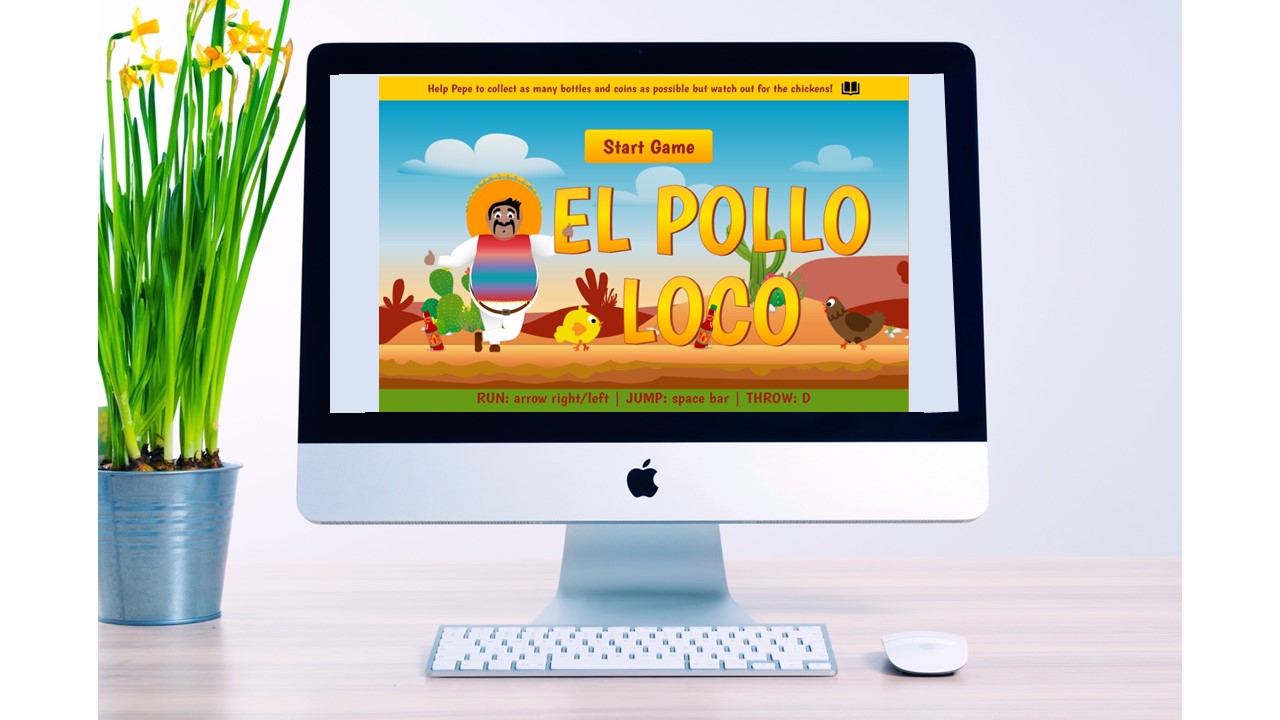 Help Pepe to collect as many bottles and coins as possible but watch out for the chickens!
Start Game
EL POLLO
LOCO
RUN: arrow right/left | JUMP: space bar | THROW: D